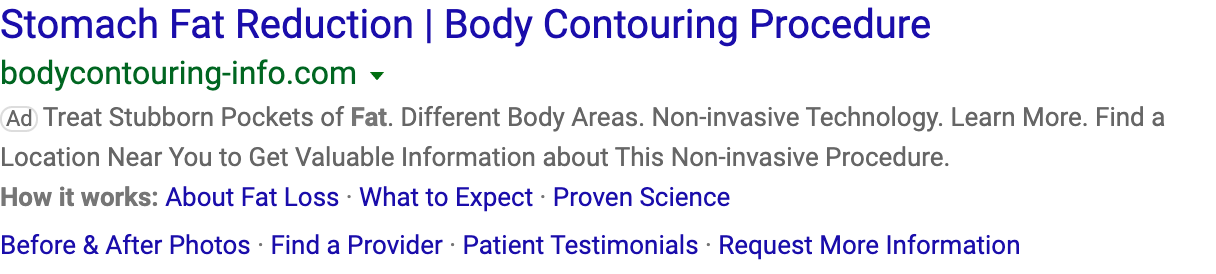 Stomach Fat Reduction | Body Contouring Procedure
bodycontouring-info.com
Ad Treat Stubborn Pockets of Fat. Different Body Areas. Non-invasive Technology. Learn More. Find a
Location Near You to Get Valuable Information about This Non-invasive Procedure.
How it works: About Fat Loss · What to Expect · Proven Science
Before & After Photos · Find a Provider · Patient Testimonials · Request More Information